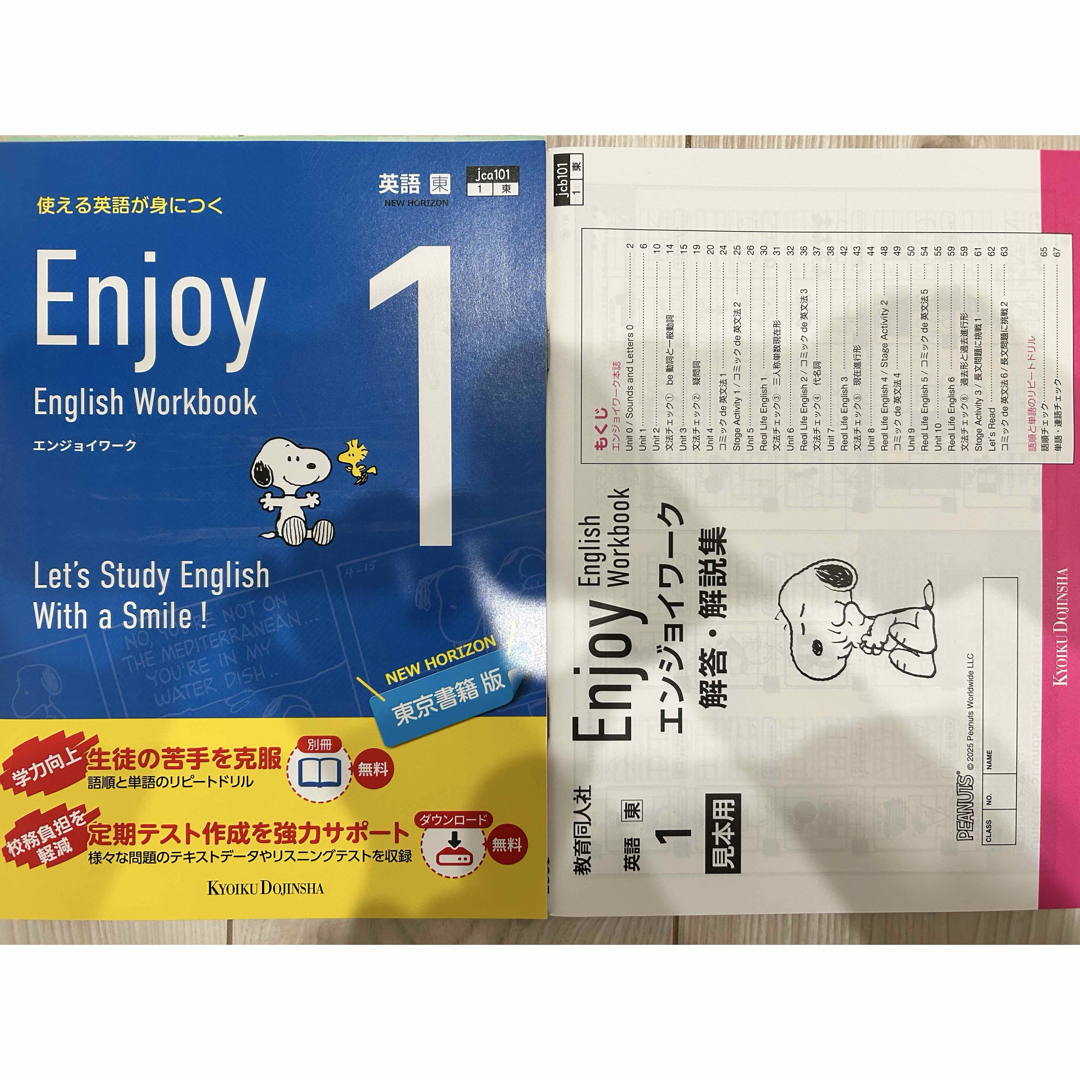 使える英語が身につく
英語 東
NEW HORIZON
jca101
1 東
Enjoy
1
English Workbook
エンジョイワーク
Let's Study English
With a Smile !
4-15
NO, YOU'RE NOT ON
THE MEDITERRANEAN...
YOU'RE IN MY
WATER DISH
NEW HORIZON
東京書籍 版
学力向上
生徒の苦手を克服
語順と単語のリピートドリル
別冊
無料
校務負担を
軽減
定期テスト作成を強力サポート
様々な問題のテキストデータやリスニングテストを収録
ダウンロード
無料
KYOIKU DOJINSHA
jcb101
1 東
教育同人社
英語 東
1
見本用
Enjoy English Workbook
エンジョイワーク
解答・解説集
PEANUTS © 2025 Peanuts Worldwide LLC
CLASS NO. NAME
もくじ
エンジョイワーク本誌
Unit 0 / Sounds and Letters 0 2
Unit 1 6
Unit 2 10
文法チェック① be 動詞と一般動詞 14
Unit 3 15
文法チェック② 疑問詞 19
Unit 4 20
コミック de 英文法 1 24
Stage Activity 1 / コミック de 英文法 2 25
Unit 5 26
Real Life English 1 30
文法チェック③ 三人称単数現在形 31
Unit 6 32
Real Life English 2 / コミック de 英文法 3 36
文法チェック④ 代名詞 37
Unit 7 38
Real Life English 3 42
文法チェック⑤ 現在進行形 43
Unit 8 44
Real Life English 4 / Stage Activity 2 48
コミック de 英文法 4 49
Unit 9 50
Real Life English 5 / コミック de 英文法 5 54
Unit 10 55
Real Life English 6 59
文法チェック⑥ 過去形と過去進行形 59
Stage Activity 3 / 長文問題に挑戦 1 61
Let's Read 62
コミック de 英文法 6 / 長文問題に挑戦 2 63
語順と単語のリピートドリル
語順チェック 65
単語・連語チェック 67
KYOIKU DOJINSHA